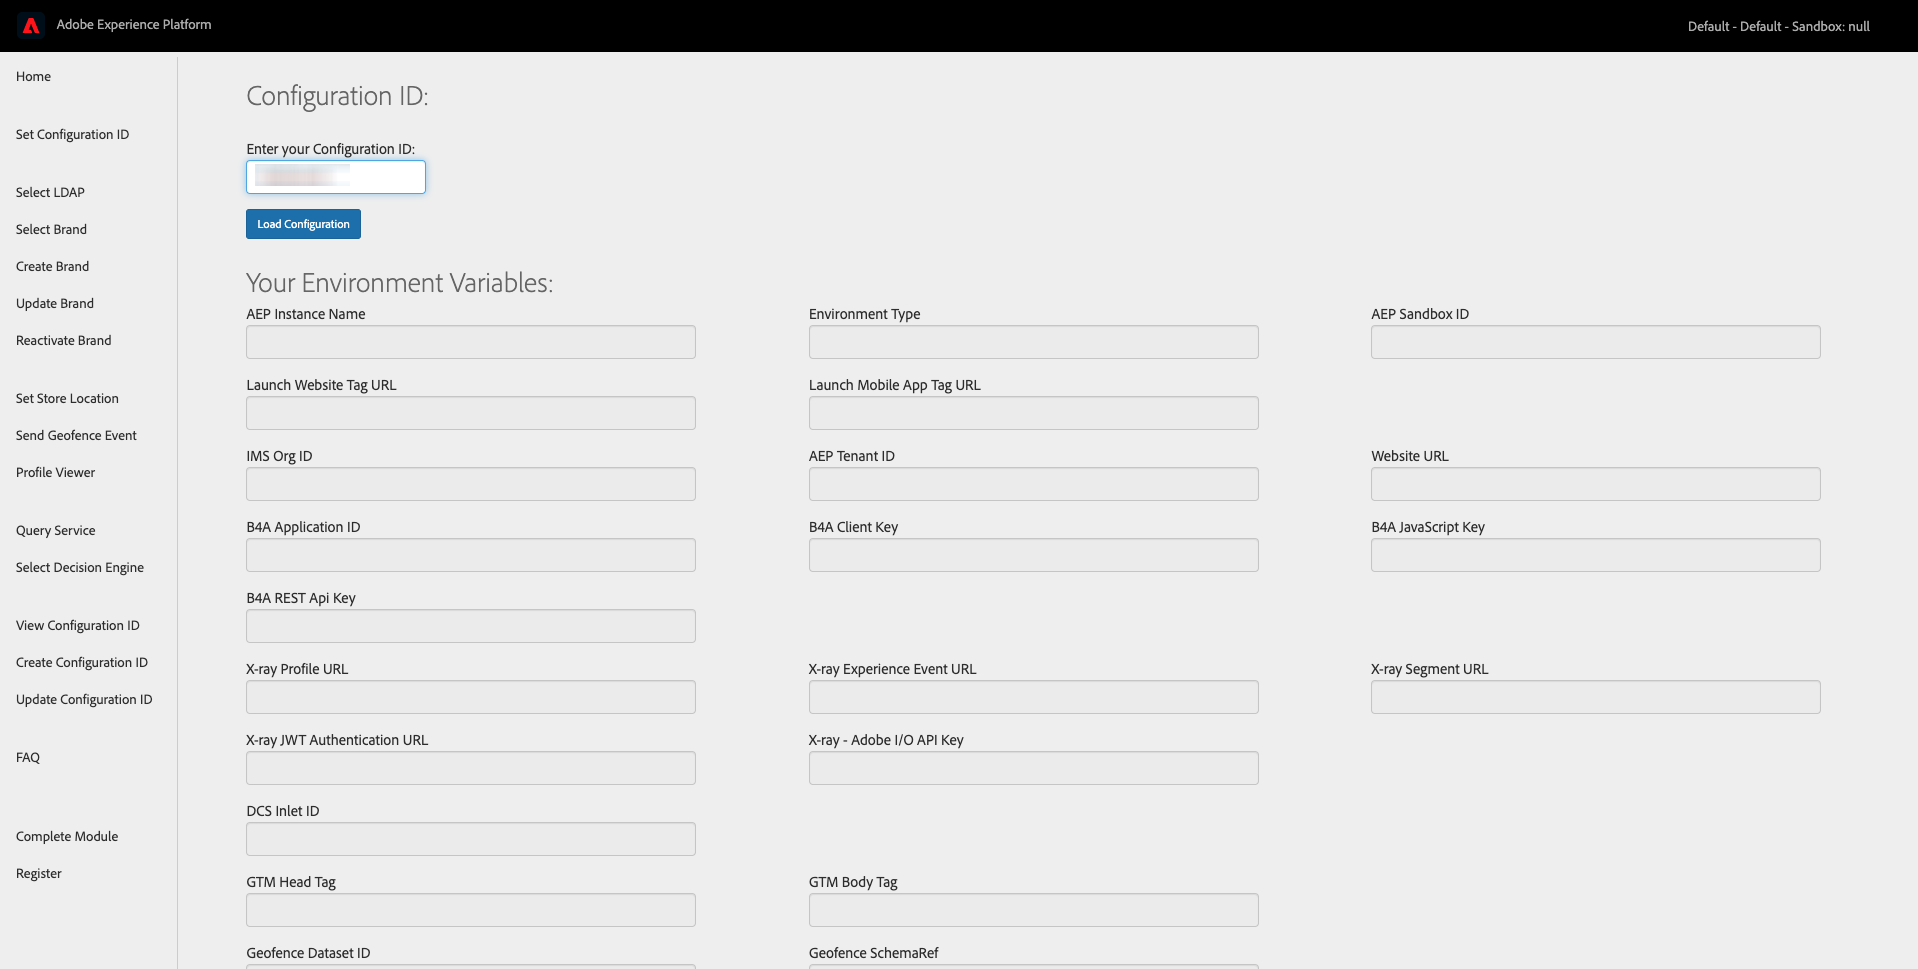 Adobe Experience Platform
Default - Default - Sandbox: null
Home
Set Configuration ID
Select LDAP
Select Brand
Create Brand
Update Brand
Reactivate Brand
Set Store Location
Send Geofence Event
Profile Viewer
Query Service
Select Decision Engine
View Configuration ID
Create Configuration ID
Update Configuration ID
FAQ
Complete Module
Register
Configuration ID:
Enter your Configuration ID:
Load Configuration
Your Environment Variables:
AEP Instance Name
Environment Type
AEP Sandbox ID
Launch Website Tag URL
Launch Mobile App Tag URL
IMS Org ID
AEP Tenant ID
Website URL
B4A Application ID
B4A Client Key
B4A JavaScript Key
B4A REST Api Key
X-ray Profile URL
X-ray Experience Event URL
X-ray Segment URL
X-ray JWT Authentication URL
X-ray - Adobe I/O API Key
DCS Inlet ID
GTM Head Tag
GTM Body Tag
Geofence Dataset ID
Geofence SchemaRef